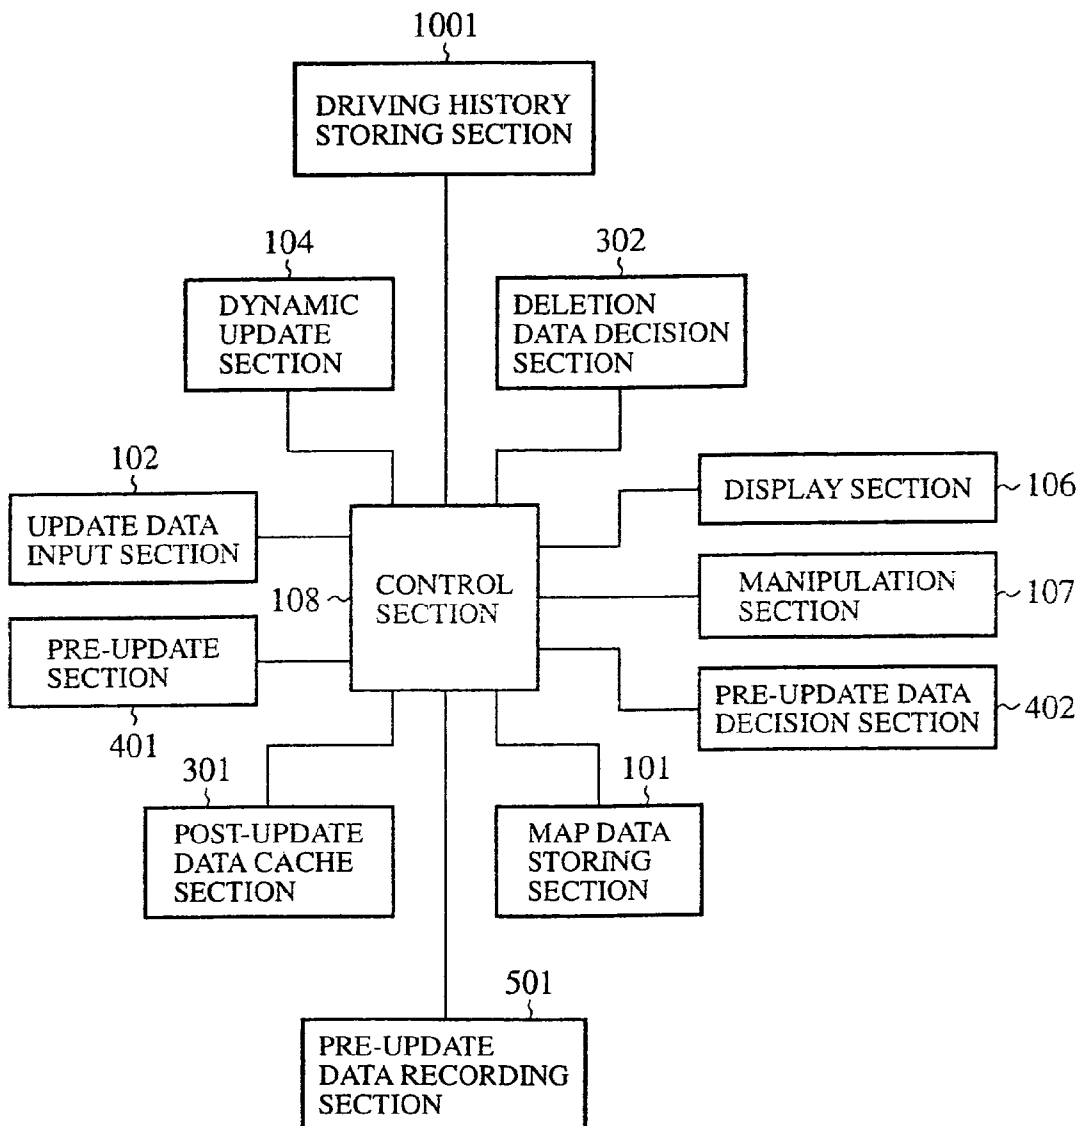 1001
DRIVING HISTORY
STORING SECTION
104
DYNAMIC
UPDATE
SECTION
302
DELETION
DATA DECISION
SECTION
102
UPDATE DATA
INPUT SECTION
DISPLAY SECTION
106
108
CONTROL
SECTION
MANIPULATION
SECTION
107
PRE-UPDATE
SECTION
401
PRE-UPDATE DATA
DECISION SECTION
402
301
POST-UPDATE
DATA CACHE
SECTION
101
MAP DATA
STORING
SECTION
501
PRE-UPDATE
DATA RECORDING
SECTION